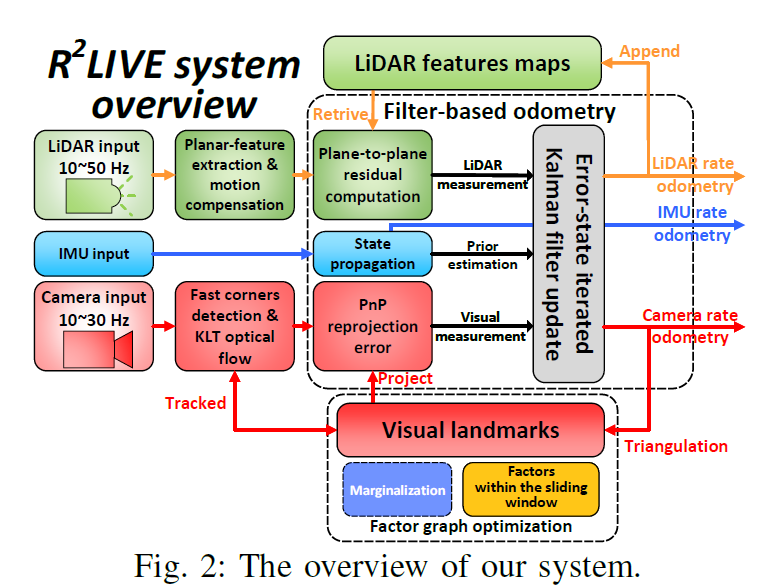 R²LIVE system
overview
LiDAR features maps
Append
Retrive
Filter-based odometry
LiDAR input
10~50 Hz
Planar-feature
extraction &
motion
compensation
Plane-to-plane
residual
computation
LiDAR
measurement
Error-state iterated
Kalman filter update
LiDAR rate
odometry
IMU rate
odometry
IMU input
State
propagation
Prior
estimation
Camera input
10~30 Hz
Fast corners
detection &
KLT optical
flow
PnP
reprojection
error
Visual
measurement
Camera rate
odometry
Tracked
Project
Visual landmarks
Triangulation
Marginalization
Factors
within the sliding
window
Factor graph optimization
Fig. 2: The overview of our system.